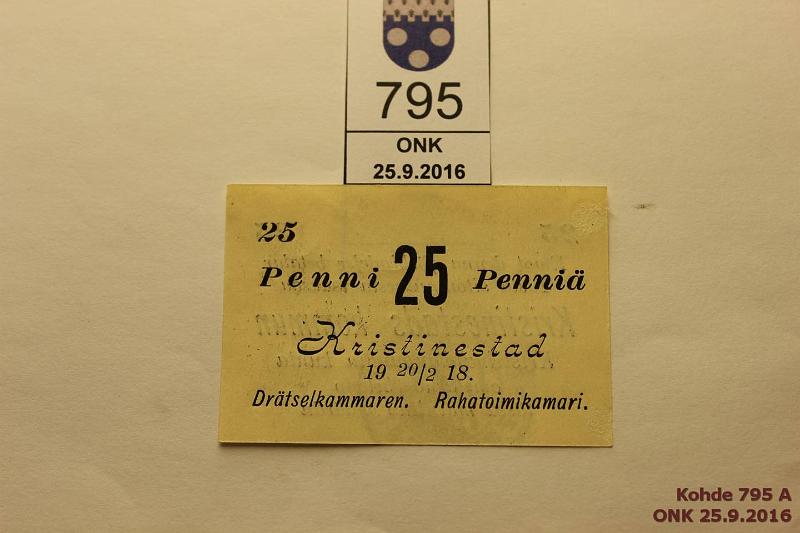 795
ONK
25.9.2016
25
Penni 25 Penniä
Kristinestad
19 20/2 18.
Drätselkammaren. Rahatoimikamari.
Kohde 795 A
ONK 25.9.2016